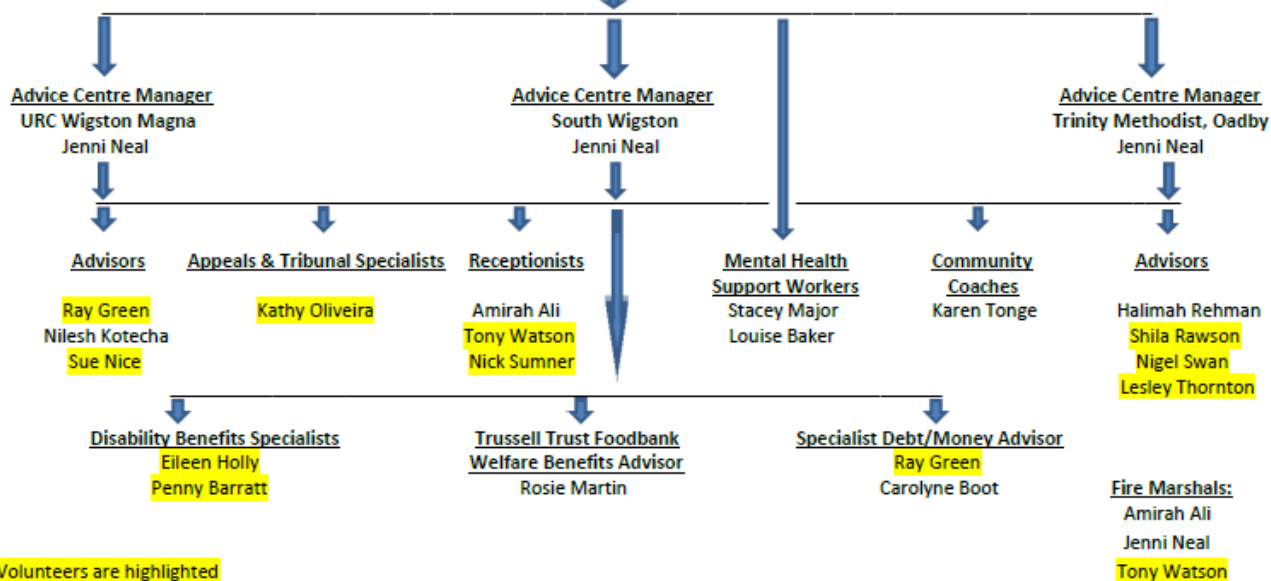 Advice Centre Manager
URC Wigston Magna
Jenni Neal
Advice Centre Manager
South Wigston
Jenni Neal
Advice Centre Manager
Trinity Methodist, Oadby
Jenni Neal
Advisors
Ray Green
Nilesh Kotecha
Sue Nice
Appeals & Tribunal Specialists
Kathy Oliveira
Receptionists
Amirah Ali
Tony Watson
Nick Sumner
Mental Health
Support Workers
Stacey Major
Louise Baker
Community
Coaches
Karen Tonge
Advisors
Halimah Rehman
Shila Rawson
Nigel Swan
Lesley Thornton
Disability Benefits Specialists
Eileen Holly
Penny Barratt
Trussell Trust Foodbank
Welfare Benefits Advisor
Rosie Martin
Specialist Debt/Money Advisor
Ray Green
Carolyne Boot
Fire Marshals:
Amirah Ali
Jenni Neal
Tony Watson
Volunteers are highlighted